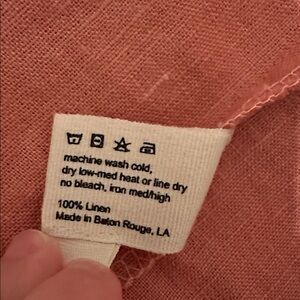 machine wash cold,
dry low-med heat or line dry
no bleach, iron med/high
100% Linen
Made in Baton Rouge, LA